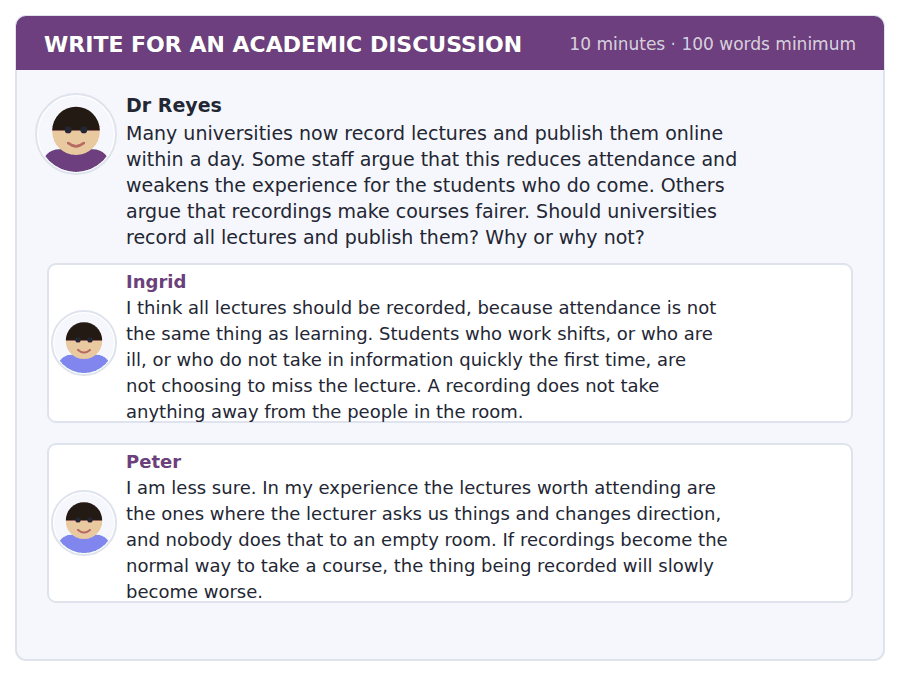 WRITE FOR AN ACADEMIC DISCUSSION
10 minutes · 100 words minimum
Dr Reyes
Many universities now record lectures and publish them online
within a day. Some staff argue that this reduces attendance and
weakens the experience for the students who do come. Others
argue that recordings make courses fairer. Should universities
record all lectures and publish them? Why or why not?
Ingrid
I think all lectures should be recorded, because attendance is not
the same thing as learning. Students who work shifts, or who are
ill, or who do not take in information quickly the first time, are
not choosing to miss the lecture. A recording does not take
anything away from the people in the room.
Peter
I am less sure. In my experience the lectures worth attending are
the ones where the lecturer asks us things and changes direction,
and nobody does that to an empty room. If recordings become the
normal way to take a course, the thing being recorded will slowly
become worse.